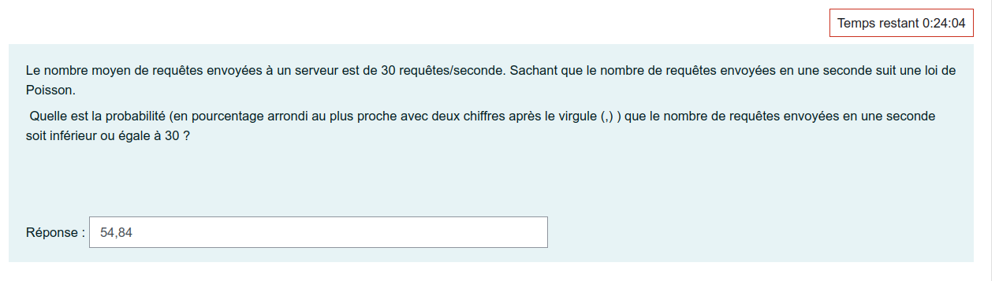 Temps restant 0:24:04
Le nombre moyen de requêtes envoyées à un serveur est de 30 requêtes/seconde. Sachant que le nombre de requêtes envoyées en une seconde suit une loi de
Poisson.
Quelle est la probabilité (en pourcentage arrondi au plus proche avec deux chiffres après le virgule (,) ) que le nombre de requêtes envoyées en une seconde
soit inférieur ou égale à 30 ?
Réponse : 54,84